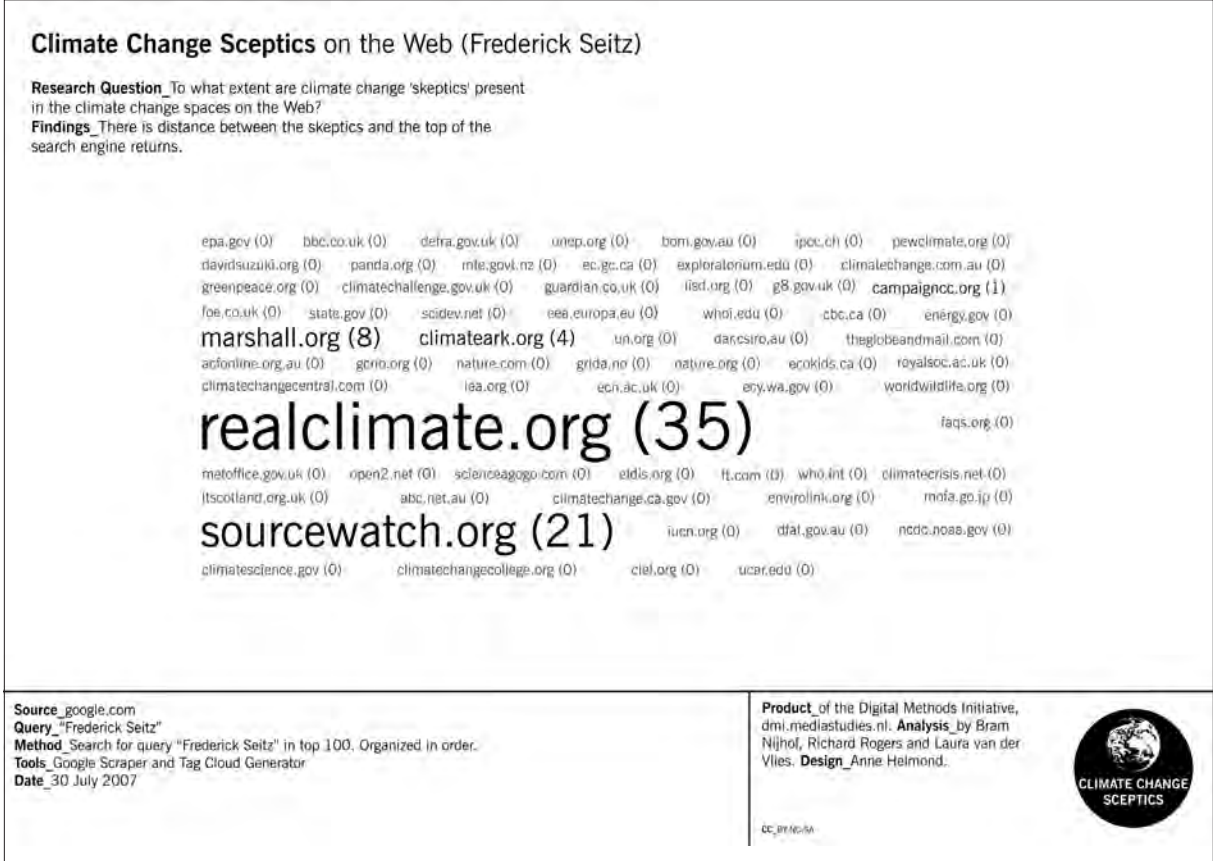 Climate Change Sceptics on the Web (Frederick Seitz)
Research Question_To what extent are climate change 'skeptics' present
in the climate change spaces on the Web?
Findings_There is distance between the skeptics and the top of the
search engine returns.
epa.gov (0) bbc.co.uk (0) defra.gov.uk (0) unep.org (0) bom.gov.au (0) ipcc.ch (0) pewclimate.org (0)
davidsuzuki.org (0) panda.org (0) mfe.govt.nz (0) ec.gc.ca (0) exploratorium.edu (0) climatechange.com.au (0)
greenpeace.org (0) climatechallenge.gov.uk (0) guardian.co.uk (0) iisd.org (0) g8.gov.uk (0) campaigncc.org (1)
foe.co.uk (0) state.gov (0) scidev.net (0) eea.europa.eu (0) whoi.edu (0) cbc.ca (0) energy.gov (0)
marshall.org (8) climateark.org (4) un.org (0) dar.csiro.au (0) theglobeandmail.com (0)
acfonline.org.au (0) gcrio.org (0) nature.com (0) grida.no (0) nature.org (0) ecokids.ca (0) royalsoc.ac.uk (0)
climatechangecentral.com (0) iea.org (0) ecn.ac.uk (0) ecy.wa.gov (0) worldwildlife.org (0)
realclimate.org (35) faqs.org (0)
metoffice.gov.uk (0) open2.net (0) scienceagogo.com (0) eldis.org (0) ft.com (0) who.int (0) climatecrisis.net (0)
itscotland.org.uk (0) abc.net.au (0) climatechange.ca.gov (0) envirolink.org (0) mofa.go.jp (0)
sourcewatch.org (21) iucn.org (0) dfat.gov.au (0) ncdc.noaa.gov (0)
climatescience.gov (0) climatechangecollege.org (0) ciel.org (0) ucar.edu (0)
Source_google.com
Query_"Frederick Seitz"
Method_Search for query "Frederick Seitz" in top 100. Organized in order.
Tools_Google Scraper and Tag Cloud Generator
Date_30 July 2007
Product_of the Digital Methods Initiative,
dmi.mediastudies.nl. Analysis_by Bram
Nijhof, Richard Rogers and Laura van der
Vlies. Design_Anne Helmond.
CC_BY-NC-SA
CLIMATE CHANGE
SCEPTICS